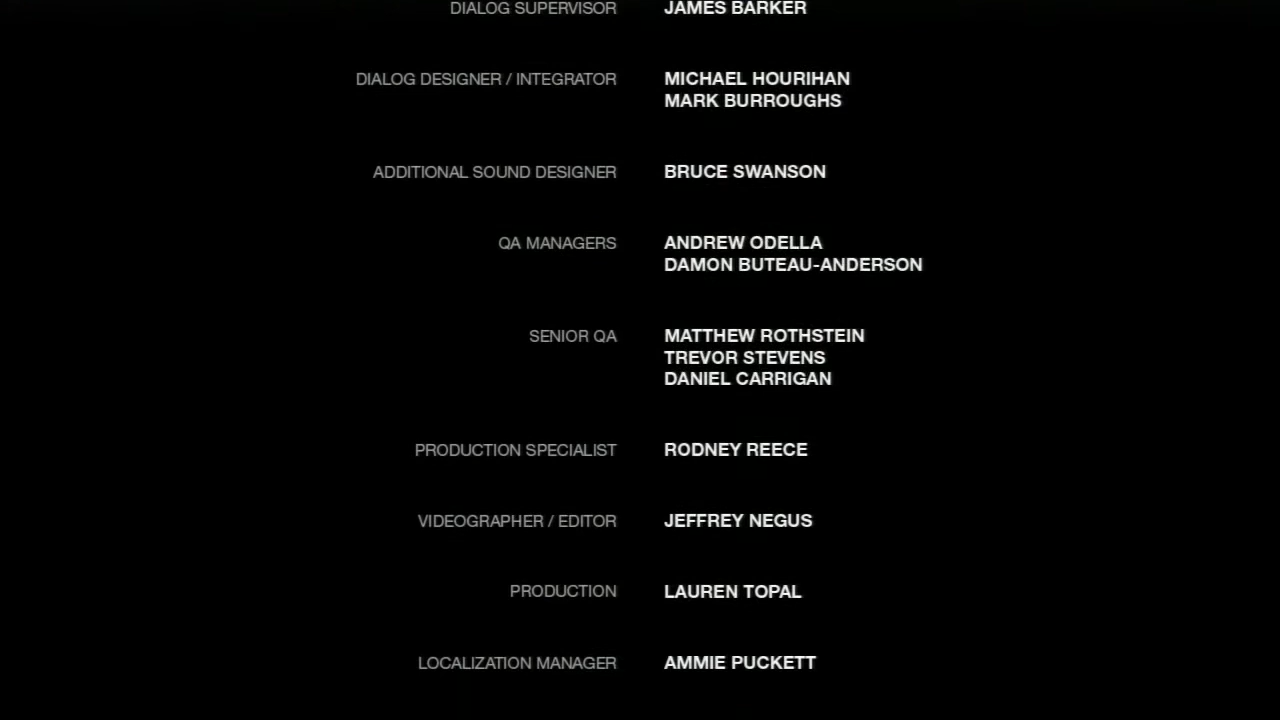 DIALOG SUPERVISOR JAMES BARKER
DIALOG DESIGNER / INTEGRATOR MICHAEL HOURIHAN
MARK BURROUGHS
ADDITIONAL SOUND DESIGNER BRUCE SWANSON
QA MANAGERS ANDREW ODELLA
DAMON BUTEAU-ANDERSON
SENIOR QA MATTHEW ROTHSTEIN
TREVOR STEVENS
DANIEL CARRIGAN
PRODUCTION SPECIALIST RODNEY REECE
VIDEOGRAPHER / EDITOR JEFFREY NEGUS
PRODUCTION LAUREN TOPAL
LOCALIZATION MANAGER AMMIE PUCKETT